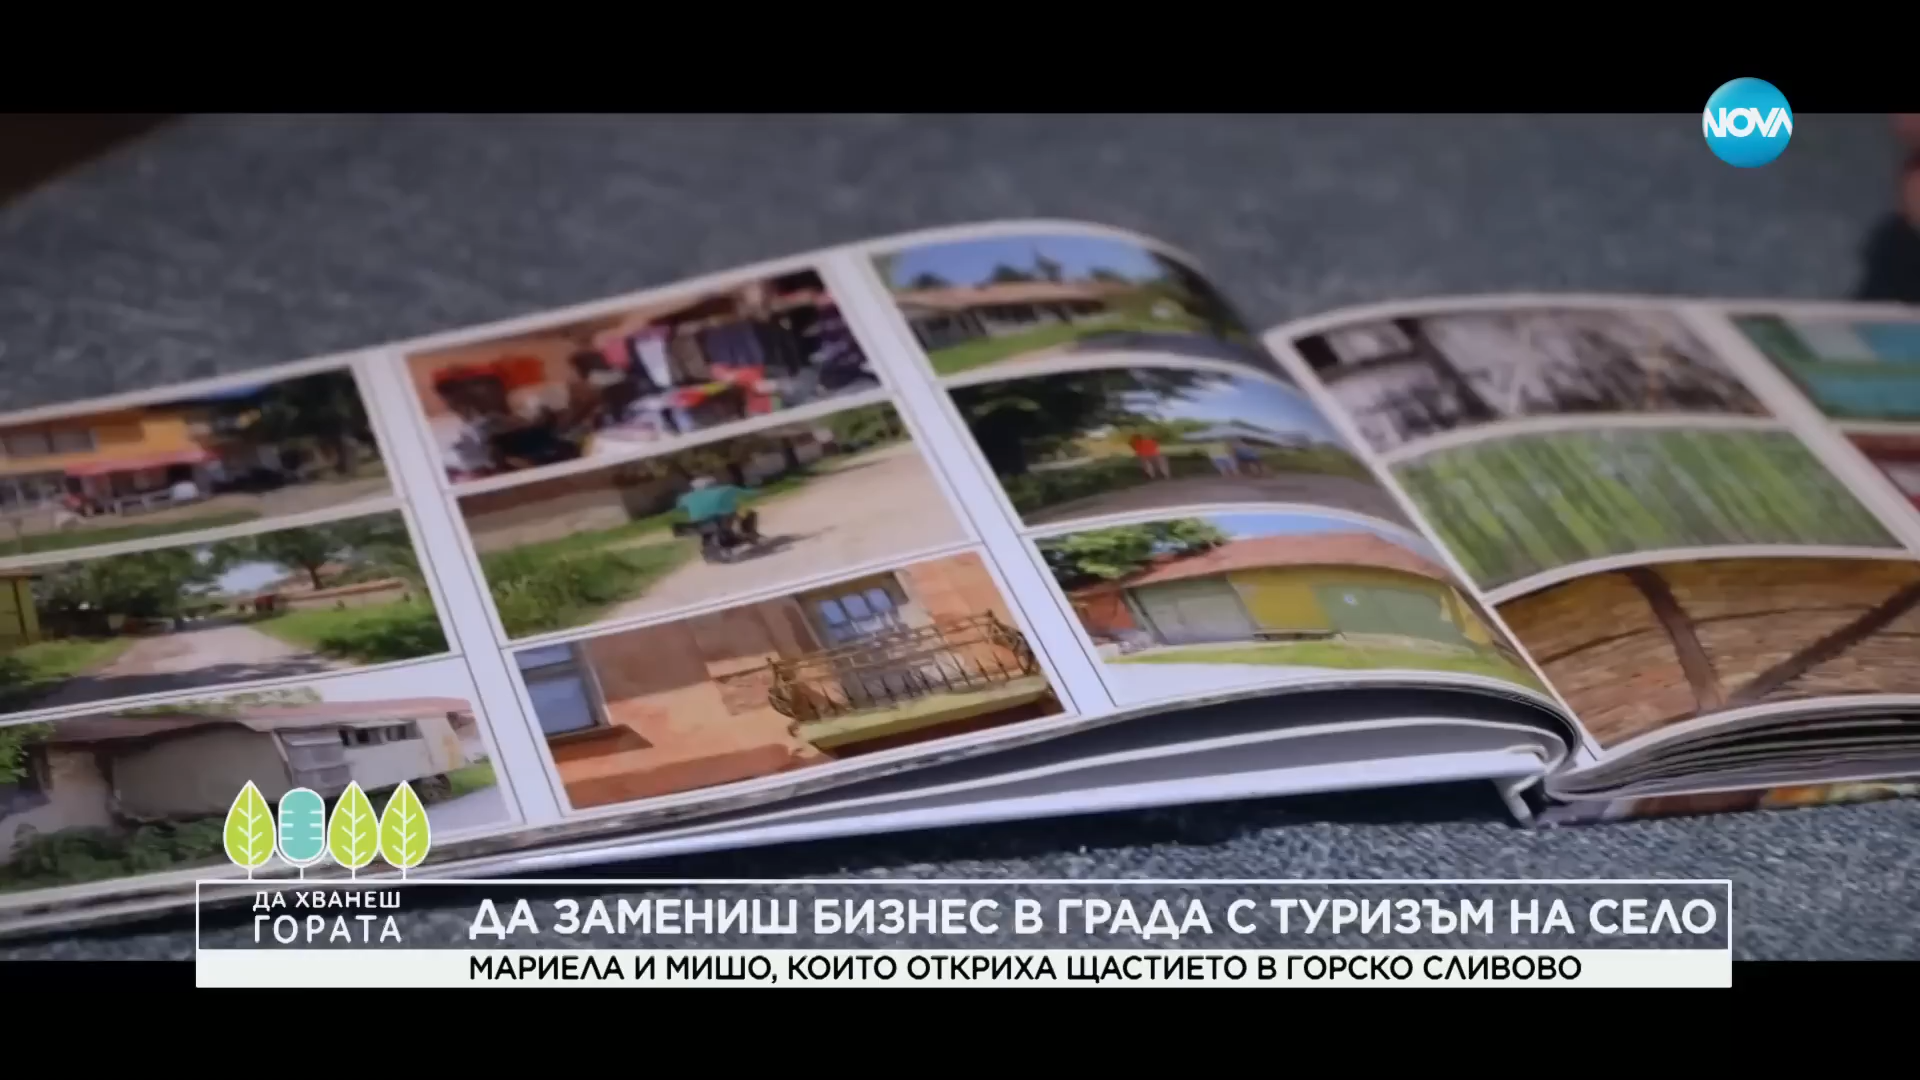 NOVA
ДА ХВАНЕШ
ГОРАТА
ДА ЗАМЕНИШ БИЗНЕС В ГРАДА С ТУРИЗЪМ НА СЕЛО
МАРИЕЛА И МИШО, КОИТО ОТКРИХА ЩАСТИЕТО В ГОРСКО СЛИВОВО